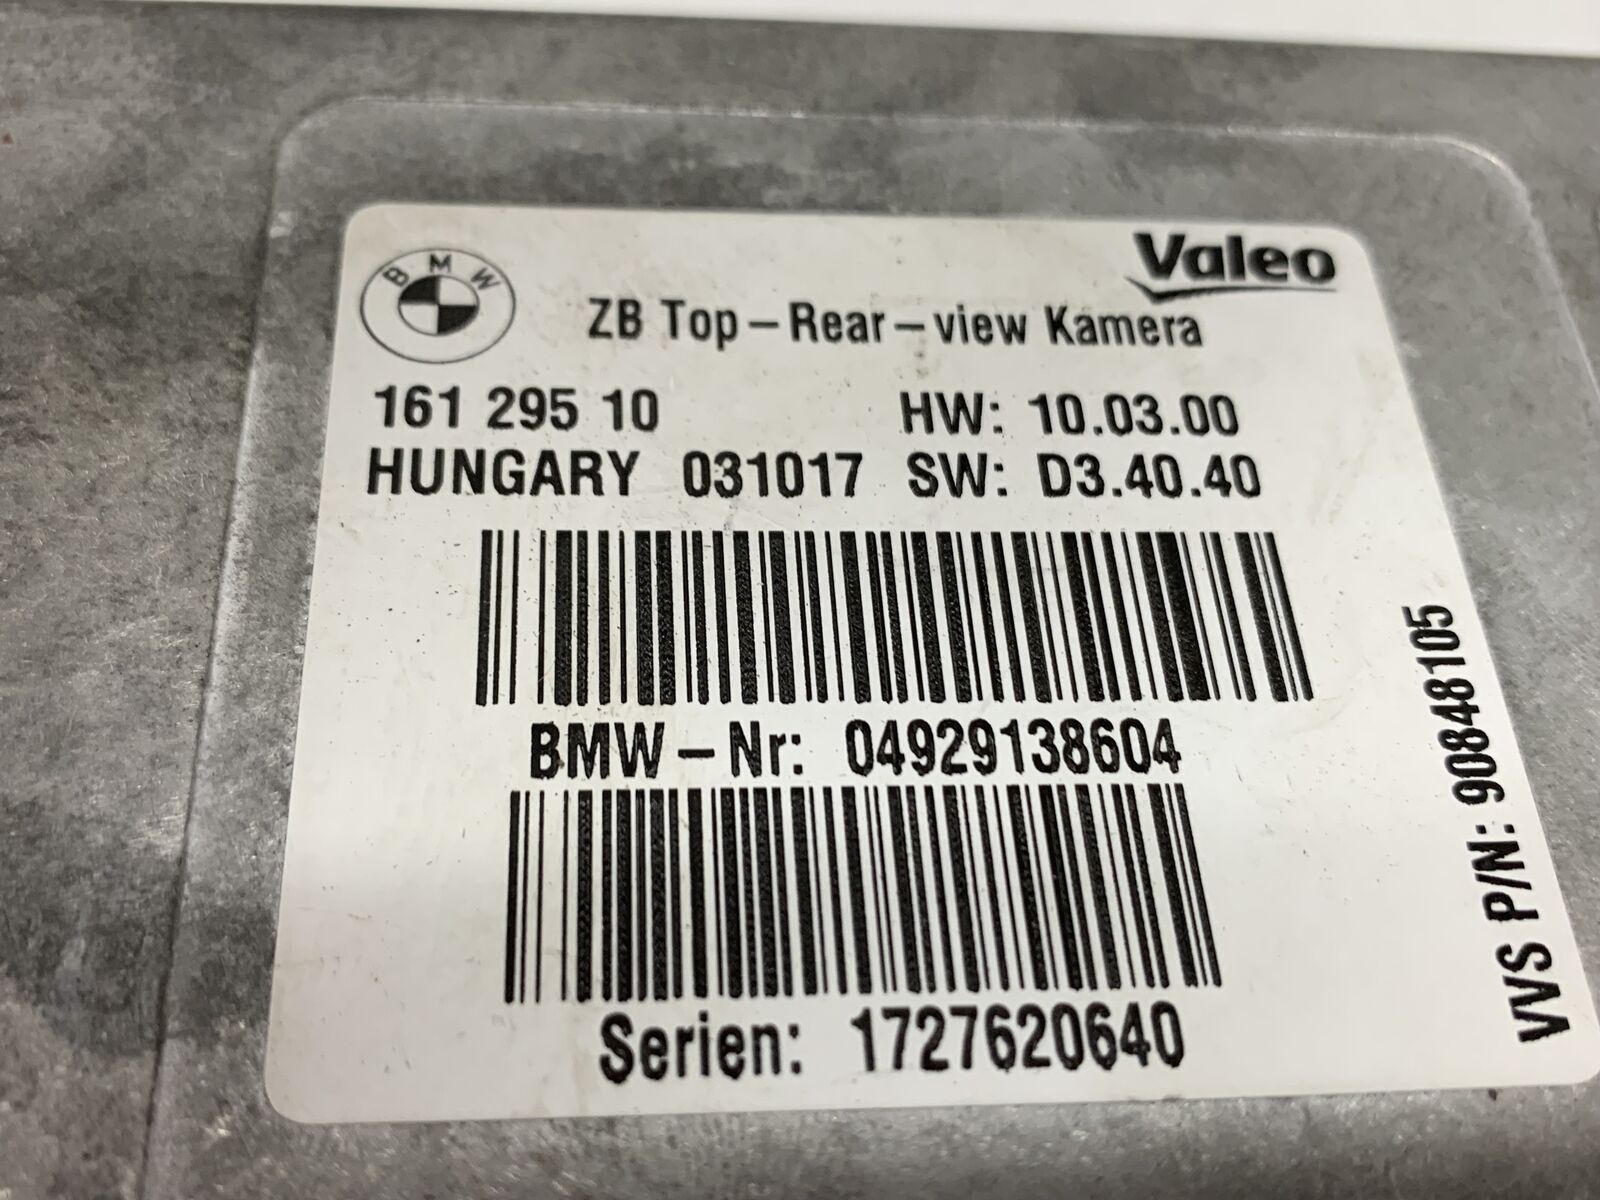 BMW
Valeo
ZB Top-Rear-view Kamera
161 295 10 HW: 10.03.00
HUNGARY 031017 SW: D3.40.40
BMW-Nr: 04929138604
Serien: 1727620640
VVS P/N: 90848105